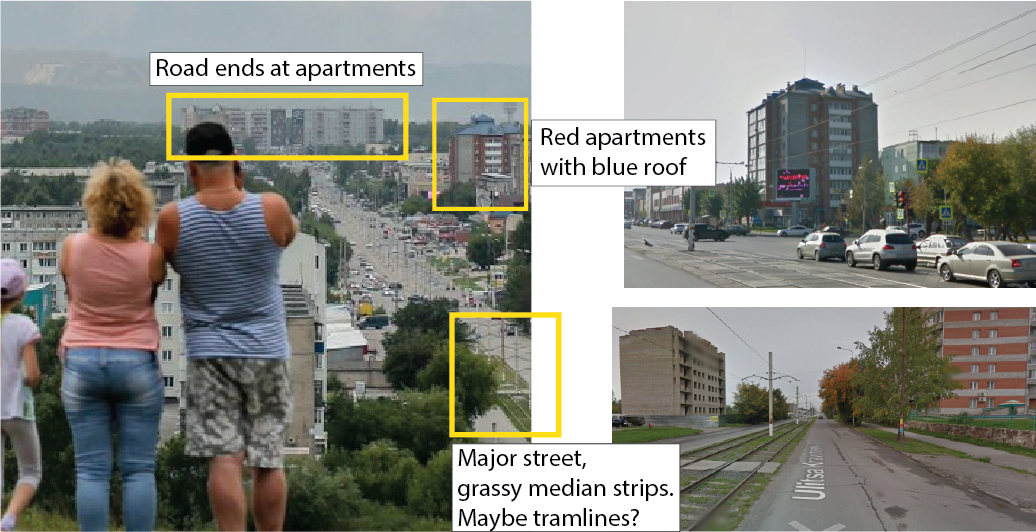 Road ends at apartments
Red apartments
with blue roof
Major street,
grassy median strips.
Maybe tramlines?